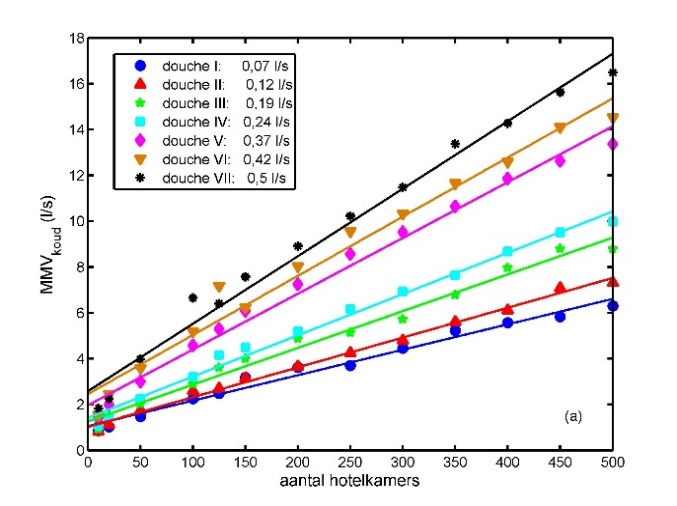 18
16
14
12
10
8
6
4
2
0
MMV_koud (l/s)
douche I: 0,07 l/s
douche II: 0,12 l/s
douche III: 0,19 l/s
douche IV: 0,24 l/s
douche V: 0,37 l/s
douche VI: 0,42 l/s
douche VII: 0,5 l/s
(a)
0 50 100 150 200 250 300 350 400 450 500
aantal hotelkamers